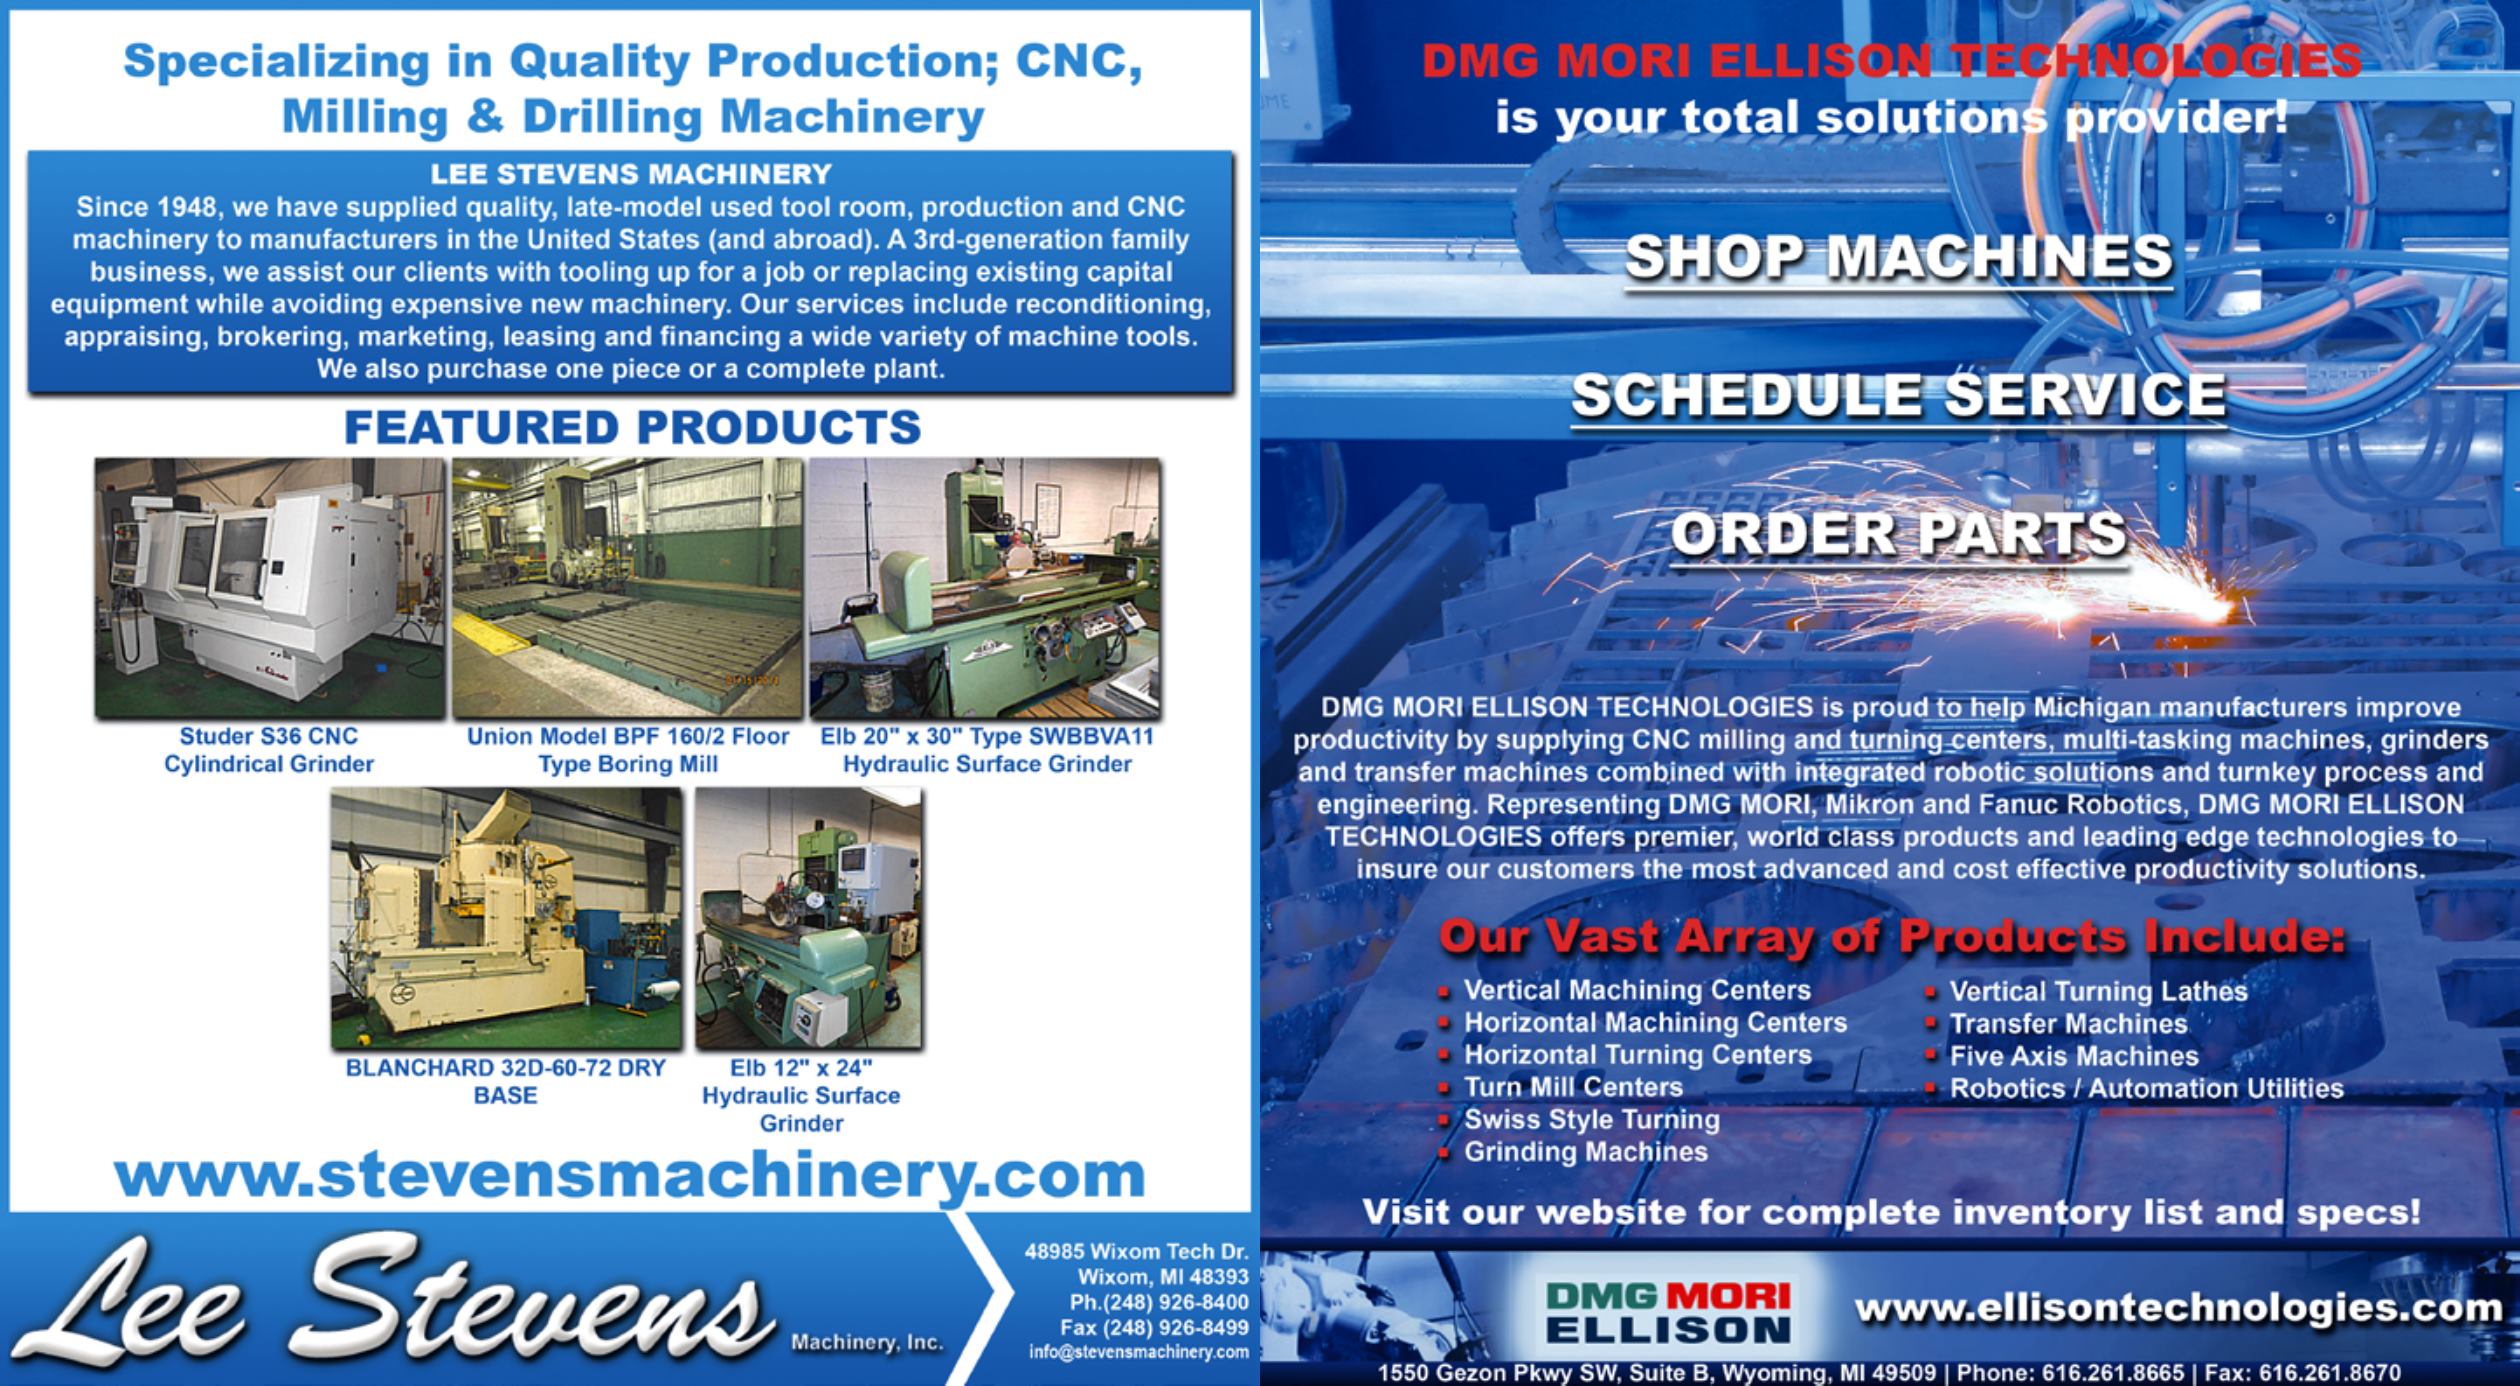 Specializing in Quality Production; CNC,
Milling & Drilling Machinery
LEE STEVENS MACHINERY
Since 1948, we have supplied quality, late-model used tool room, production and CNC
machinery to manufacturers in the United States (and abroad). A 3rd-generation family
business, we assist our clients with tooling up for a job or replacing existing capital
equipment while avoiding expensive new machinery. Our services include reconditioning,
appraising, brokering, marketing, leasing and financing a wide variety of machine tools.
We also purchase one piece or a complete plant.
FEATURED PRODUCTS
Studer S36 CNC
Cylindrical Grinder
Union Model BPF 160/2 Floor
Type Boring Mill
Elb 20" x 30" Type SWBBVA11
Hydraulic Surface Grinder
BLANCHARD 32D-60-72 DRY
BASE
Elb 12" x 24"
Hydraulic Surface
Grinder
www.stevensmachinery.com
Lee Stevens Machinery, Inc.
48985 Wixom Tech Dr.
Wixom, MI 48393
Ph.(248) 926-8400
Fax (248) 926-8499
info@stevensmachinery.com
DMG MORI ELLISON TECHNOLOGIES
is your total solutions provider!
SHOP MACHINES
SCHEDULE SERVICE
ORDER PARTS
DMG MORI ELLISON TECHNOLOGIES is proud to help Michigan manufacturers improve
productivity by supplying CNC milling and turning centers, multi-tasking machines, grinders
and transfer machines combined with integrated robotic solutions and turnkey process and
engineering. Representing DMG MORI, Mikron and Fanuc Robotics, DMG MORI ELLISON
TECHNOLOGIES offers premier, world class products and leading edge technologies to
insure our customers the most advanced and cost effective productivity solutions.
Our Vast Array of Products Include:
Vertical Machining Centers
Horizontal Machining Centers
Horizontal Turning Centers
Turn Mill Centers
Swiss Style Turning
Grinding Machines
Vertical Turning Lathes
Transfer Machines
Five Axis Machines
Robotics / Automation Utilities
Visit our website for complete inventory list and specs!
DMG MORI
ELLISON
www.ellisontechnologies.com
1550 Gezon Pkwy SW, Suite B, Wyoming, MI 49509 | Phone: 616.261.8665 | Fax: 616.261.8670